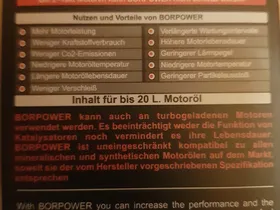 Nutzen und Vorteile von BORPOWER
Mehr Motorleistung
Weniger Kraftstoffverbrauch
Weniger Co2-Emissionen
Niedrigere Motortemperatur
Längere Motorlebensdauer
Weniger Verschleiß
Verlängerte Wartungsintervalle
Höhere Motorlebensdauer
Geringerer Lärmpegel
Niedrigere Motortemperatur
Geringerer Partikelausstoß
Inhalt für bis 20 L. Motoröl
BORPOWER kann auch an turbogeladenen Motoren
verwendet werden. Es beeinträchtigt weder die Funktion von
Katalysatoren noch vermindert es ihre Lebensdauer
BORPOWER ist uneingeschränkt kompatibel zu allen
mineralischen und synthetischen Motorölen auf dem Markt
soweit sie der vom Hersteller vorgeschriebenen Spezifikation
entsprechen
With BORPOWER you can increase the performance and the